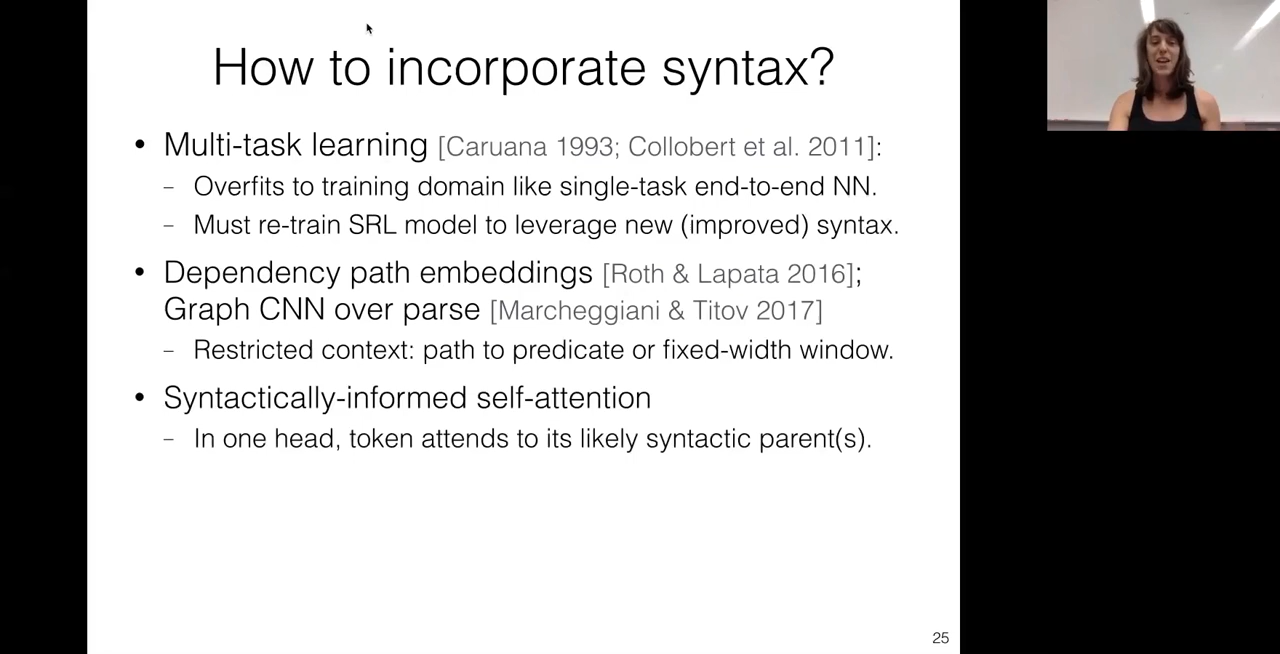 How to incorporate syntax?
• Multi-task learning [Caruana 1993; Collobert et al. 2011]:
– Overfits to training domain like single-task end-to-end NN.
– Must re-train SRL model to leverage new (improved) syntax.
• Dependency path embeddings [Roth & Lapata 2016];
Graph CNN over parse [Marcheggiani & Titov 2017]
– Restricted context: path to predicate or fixed-width window.
• Syntactically-informed self-attention
– In one head, token attends to its likely syntactic parent(s).
25